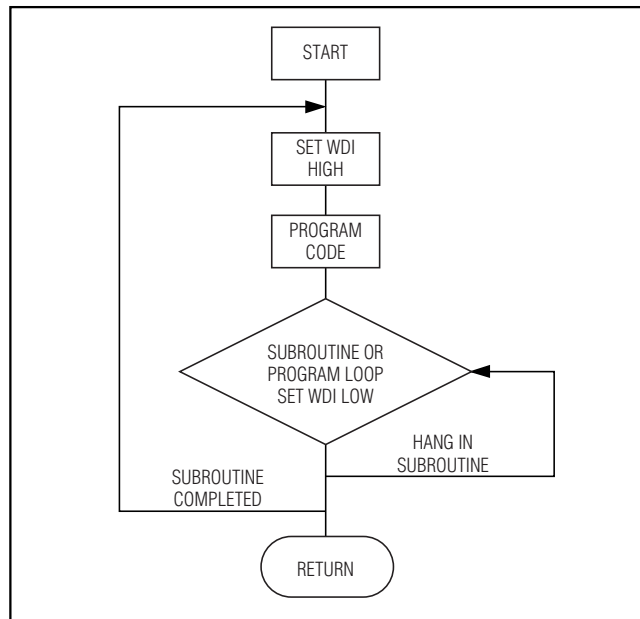 START
SET WDI
HIGH
PROGRAM
CODE
SUBROUTINE OR
PROGRAM LOOP
SET WDI LOW
HANG IN
SUBROUTINE
SUBROUTINE
COMPLETED
RETURN